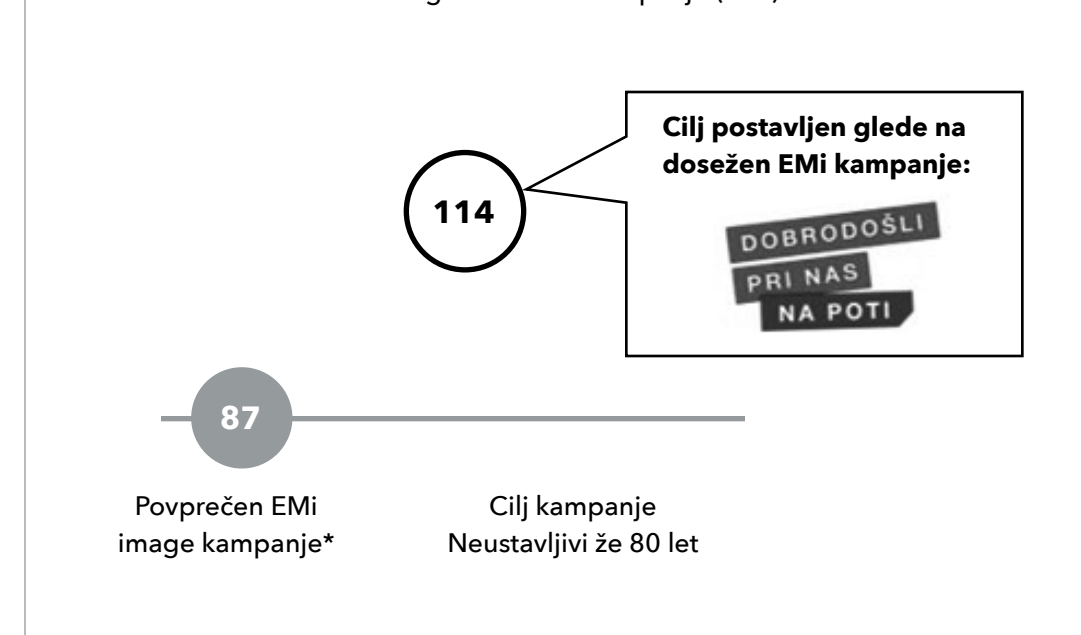 Cilj postavljen glede na
dosežen EMi kampanje:
114
DOBRODOŠLI
PRI NAS
NA POTI
87
Povprečen EMi
image kampanje*
Cilj kampanje
Neustavljivi že 80 let